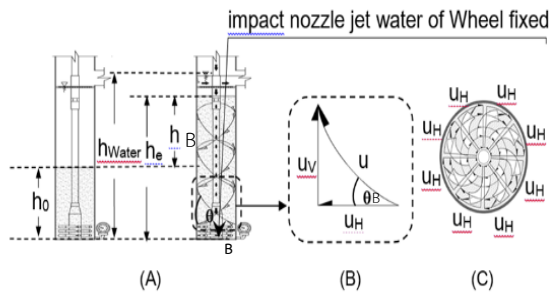 impact nozzle jet water of Wheel fixed
hWater
he
h
B
h0
θ
B
uV
u
θB
uH
uH
uH
uH
uH
uH
uH
uH
uH
(A)
(B)
(C)